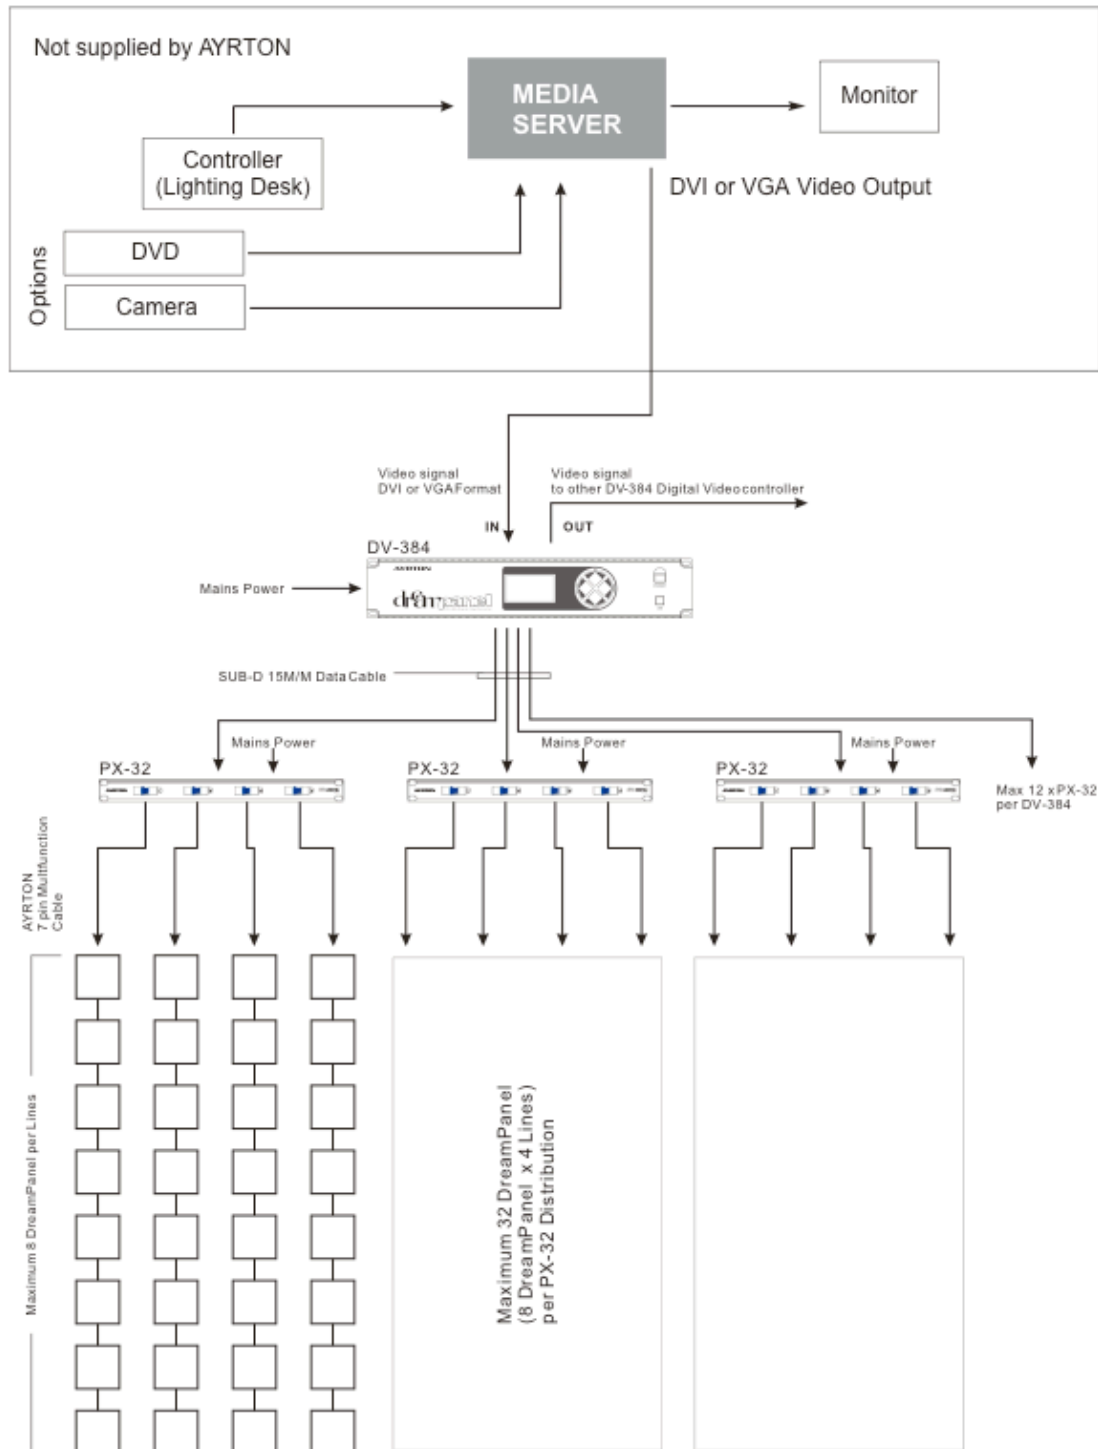 Not supplied by AYRTON
MEDIA
SERVER
Monitor
Controller
(Lighting Desk)
DVI or VGA Video Output
Options
DVD
Camera
Video signal
DVI or VGA Format
Video signal
to other DV-384 Digital Videocontroller
IN
OUT
DV-384
AYRTON
dreampanel
Mains Power
SUB-D 15M/M Data Cable
Mains Power
Mains Power
Mains Power
PX-32
PX-32
PX-32
Max 12 x PX-32
per DV-384
AYRTON
7 pin Multfunction
Cable
Maximum 8 DreamPanel per Lines
Maximum 32 DreamPanel
(8 DreamPanel x 4 Lines)
per PX-32 Distribution